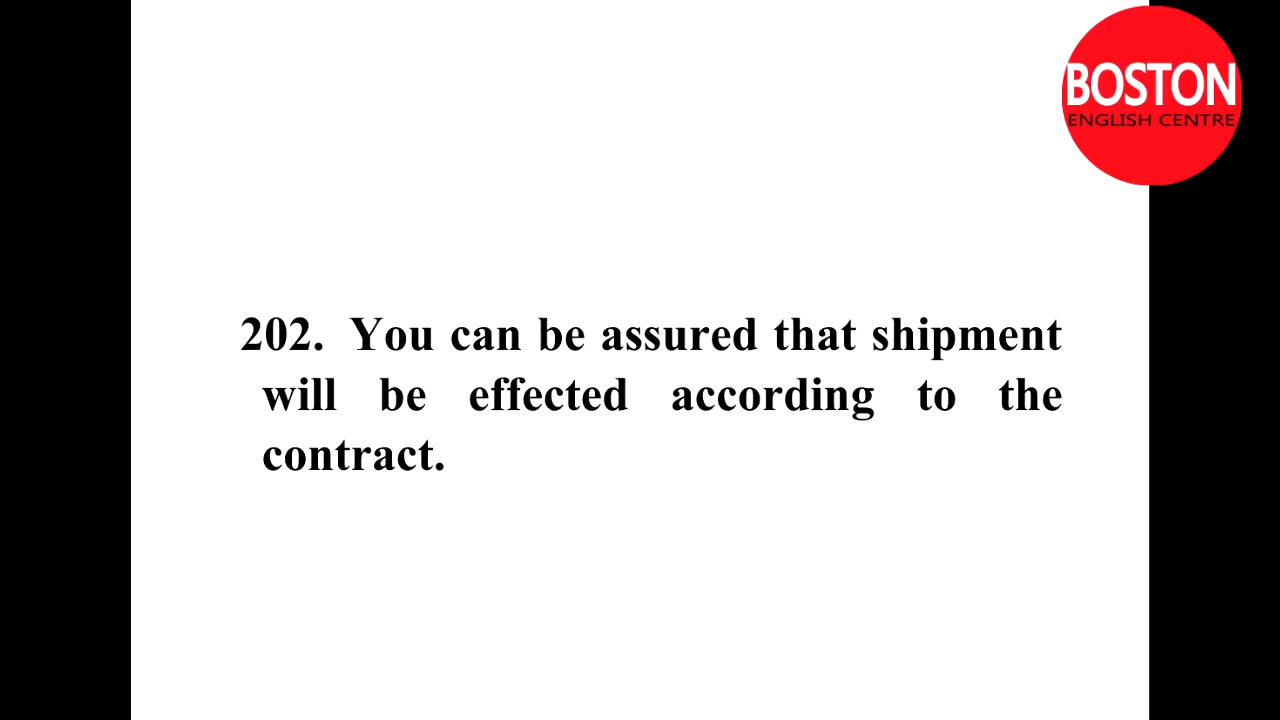 BOSTON
ENGLISH CENTRE
202. You can be assured that shipment
will be effected according to the
contract.